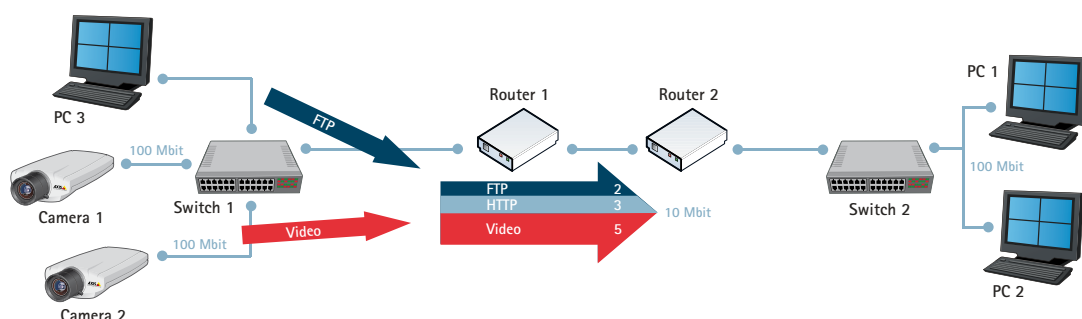 PC 3
FTP
100 Mbit
Camera 1
Switch 1
100 Mbit
Video
Camera 2
Router 1
Router 2
FTP 2
HTTP 3
Video 5
10 Mbit
Switch 2
PC 1
100 Mbit
PC 2